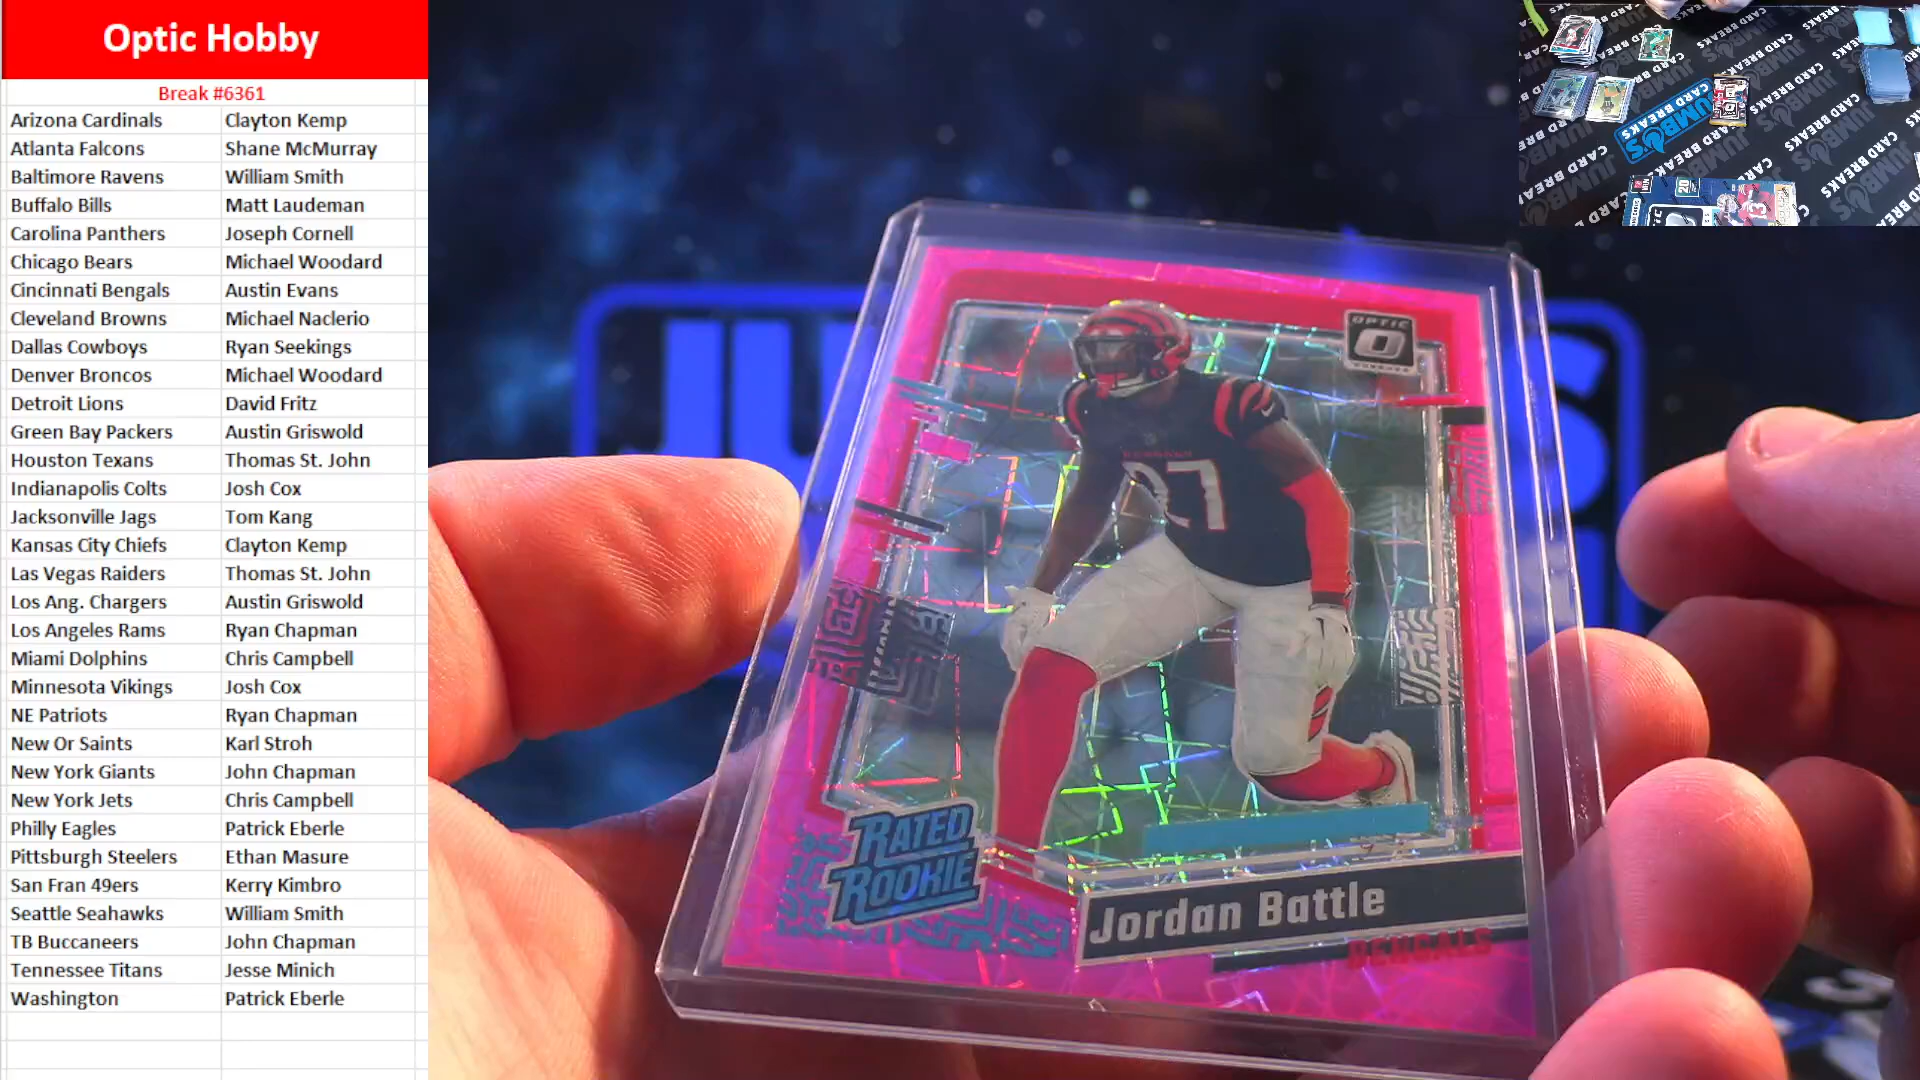 Optic Hobby
Break #6361
Arizona Cardinals Clayton Kemp
Atlanta Falcons Shane McMurray
Baltimore Ravens William Smith
Buffalo Bills Matt Laudeman
Carolina Panthers Joseph Cornell
Chicago Bears Michael Woodard
Cincinnati Bengals Austin Evans
Cleveland Browns Michael Naclerio
Dallas Cowboys Ryan Seekings
Denver Broncos Michael Woodard
Detroit Lions David Fritz
Green Bay Packers Austin Griswold
Houston Texans Thomas St. John
Indianapolis Colts Josh Cox
Jacksonville Jags Tom Kang
Kansas City Chiefs Clayton Kemp
Las Vegas Raiders Thomas St. John
Los Ang. Chargers Austin Griswold
Los Angeles Rams Ryan Chapman
Miami Dolphins Chris Campbell
Minnesota Vikings Josh Cox
NE Patriots Ryan Chapman
New Or Saints Karl Stroh
New York Giants John Chapman
New York Jets Chris Campbell
Philly Eagles Patrick Eberle
Pittsburgh Steelers Ethan Masure
San Fran 49ers Kerry Kimbro
Seattle Seahawks William Smith
TB Buccaneers John Chapman
Tennessee Titans Jesse Minich
Washington Patrick Eberle
OPTIC
27
RATED
ROOKIE
Jordan Battle
BENGALS
JUMBO'S
CARD BREAKS